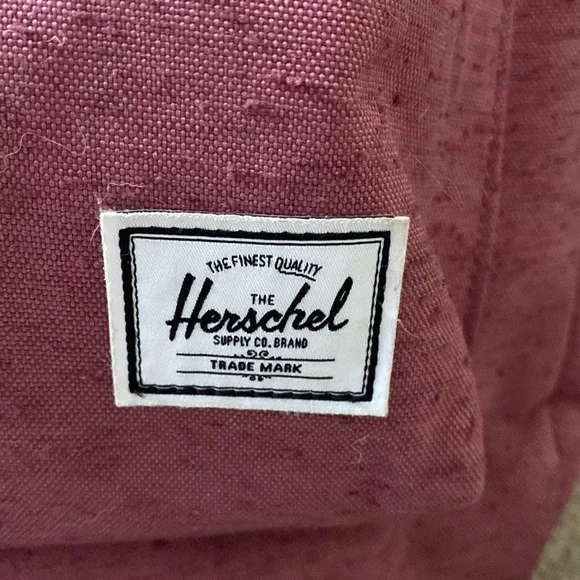 THE FINEST QUALITY
THE
Herschel
SUPPLY CO. BRAND
TRADE MARK